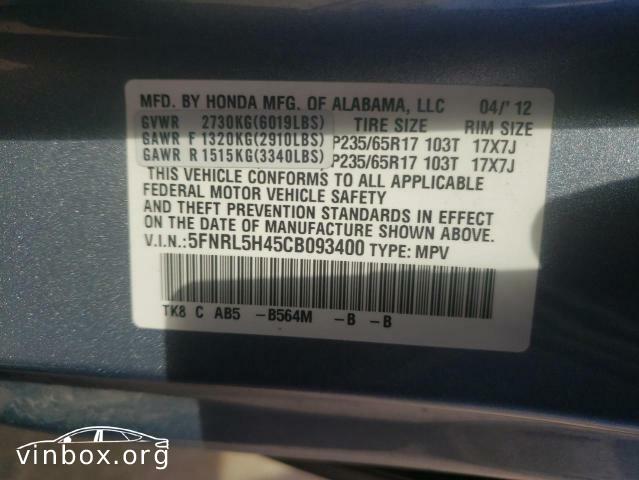 MFD. BY HONDA MFG. OF ALABAMA, LLC 04/' 12
GVWR 2730KG(6019LBS) TIRE SIZE RIM SIZE
GAWR F 1320KG(2910LBS) P235/65R17 103T 17X7J
GAWR R 1515KG(3340LBS) P235/65R17 103T 17X7J
THIS VEHICLE CONFORMS TO ALL APPLICABLE
FEDERAL MOTOR VEHICLE SAFETY
AND THEFT PREVENTION STANDARDS IN EFFECT
ON THE DATE OF MANUFACTURE SHOWN ABOVE.
V.I.N.:5FNRL5H45CB093400 TYPE: MPV
TK8 C AB5 -B564M -B -B
vinbox.org